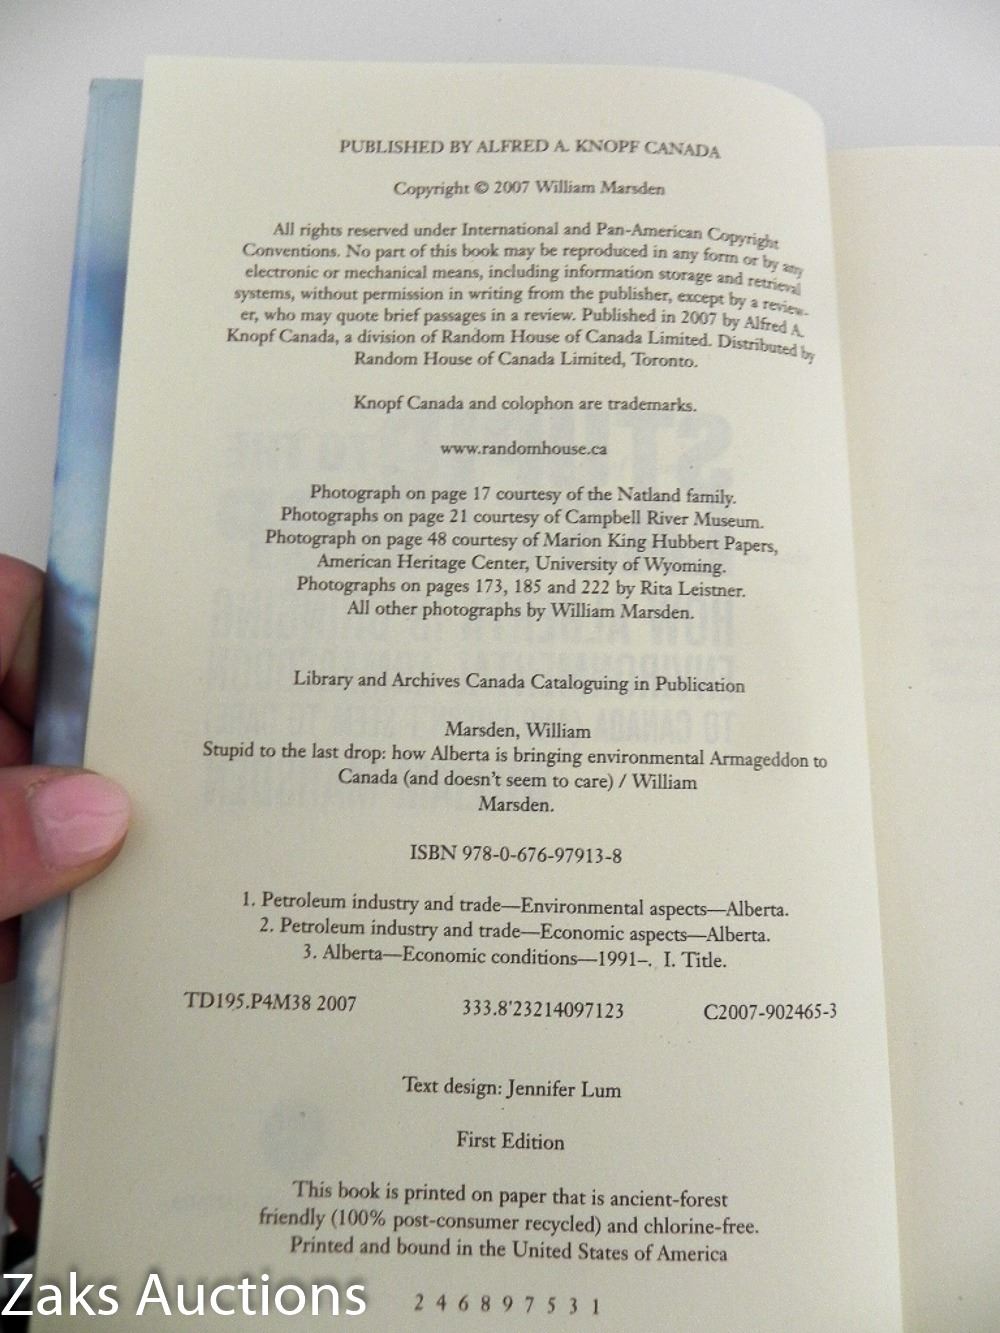 PUBLISHED BY ALFRED A. KNOPF CANADA
Copyright © 2007 William Marsden
All rights reserved under International and Pan-American Copyright
Conventions. No part of this book may be reproduced in any form or by any
electronic or mechanical means, including information storage and retrieval
systems, without permission in writing from the publisher, except by a review-
er, who may quote brief passages in a review. Published in 2007 by Alfred A.
Knopf Canada, a division of Random House of Canada Limited. Distributed by
Random House of Canada Limited, Toronto.
Knopf Canada and colophon are trademarks.
www.randomhouse.ca
Photograph on page 17 courtesy of the Natland family.
Photographs on page 21 courtesy of Campbell River Museum.
Photograph on page 48 courtesy of Marion King Hubbert Papers,
American Heritage Center, University of Wyoming.
Photographs on pages 173, 185 and 222 by Rita Leistner.
All other photographs by William Marsden.
Library and Archives Canada Cataloguing in Publication
Marsden, William
Stupid to the last drop: how Alberta is bringing environmental Armageddon to
Canada (and doesn't seem to care) / William
Marsden.
ISBN 978-0-676-97913-8
1. Petroleum industry and trade—Environmental aspects—Alberta.
2. Petroleum industry and trade—Economic aspects—Alberta.
3. Alberta—Economic conditions—1991–. I. Title.
TD195.P4M38 2007 333.8'23214097123 C2007-902465-3
Text design: Jennifer Lum
First Edition
This book is printed on paper that is ancient-forest
friendly (100% post-consumer recycled) and chlorine-free.
Printed and bound in the United States of America
2 4 6 8 9 7 5 3 1
Zaks Auctions